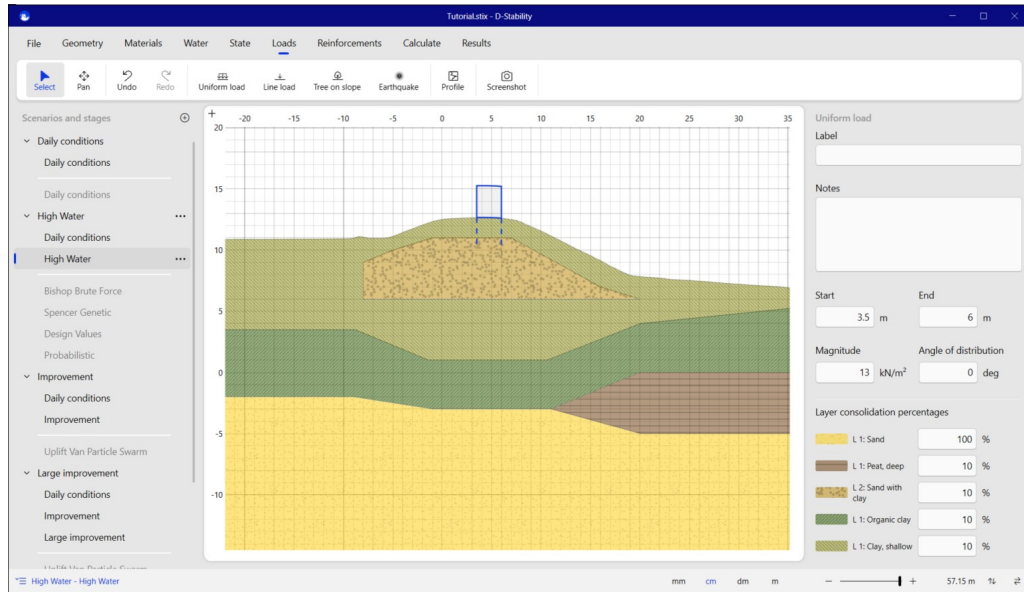 Tutorial.stix - D-Stability
File Geometry Materials Water State Loads Reinforcements Calculate Results
Select Pan Undo Redo Uniform load Line load Tree on slope Earthquake Profile Screenshot
Scenarios and stages
Daily conditions
Daily conditions
Daily conditions
High Water
Daily conditions
High Water
Bishop Brute Force
Spencer Genetic
Design Values
Probabilistic
Improvement
Daily conditions
Improvement
Uplift Van Particle Swarm
Large improvement
Daily conditions
Improvement
Large improvement
Uplift Van Particle Swarm
-20 -15 -10 -5 0 5 10 15 20 25 30 35
20
15
10
5
0
-5
-10
Uniform load
Label
Notes
Start End
3.5 m 6 m
Magnitude Angle of distribution
13 kN/m² 0 deg
Layer consolidation percentages
L 1: Sand 100 %
L 1: Peat, deep 10 %
L 2: Sand with
clay 10 %
L 1: Organic clay 10 %
L 1: Clay, shallow 10 %
High Water - High Water mm cm dm m 57.15 m